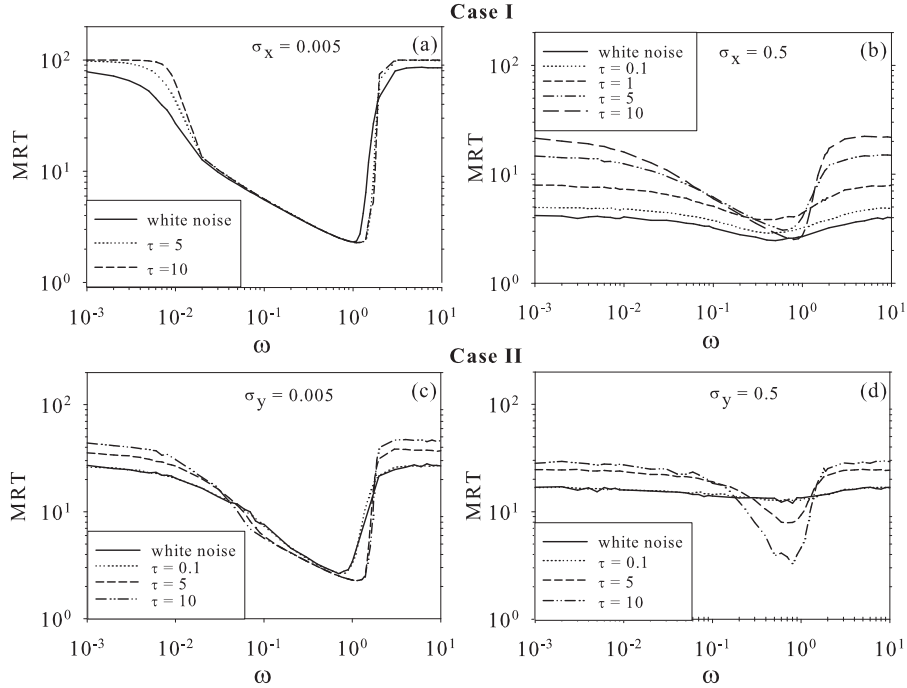 Case I
(a)
σx = 0.005
MRT
10²
10¹
10⁰
white noise
τ = 5
τ =10
10⁻³ 10⁻² 10⁻¹ 10⁰ 10¹
ω
(b)
σx = 0.5
MRT
10²
10¹
10⁰
white noise
τ = 0.1
τ = 1
τ = 5
τ = 10
10⁻³ 10⁻² 10⁻¹ 10⁰ 10¹
ω
Case II
(c)
σy = 0.005
MRT
10²
10¹
10⁰
white noise
τ = 0.1
τ = 5
τ = 10
10⁻³ 10⁻² 10⁻¹ 10⁰ 10¹
ω
(d)
σy = 0.5
MRT
10²
10¹
10⁰
white noise
τ = 0.1
τ = 5
τ = 10
10⁻³ 10⁻² 10⁻¹ 10⁰ 10¹
ω